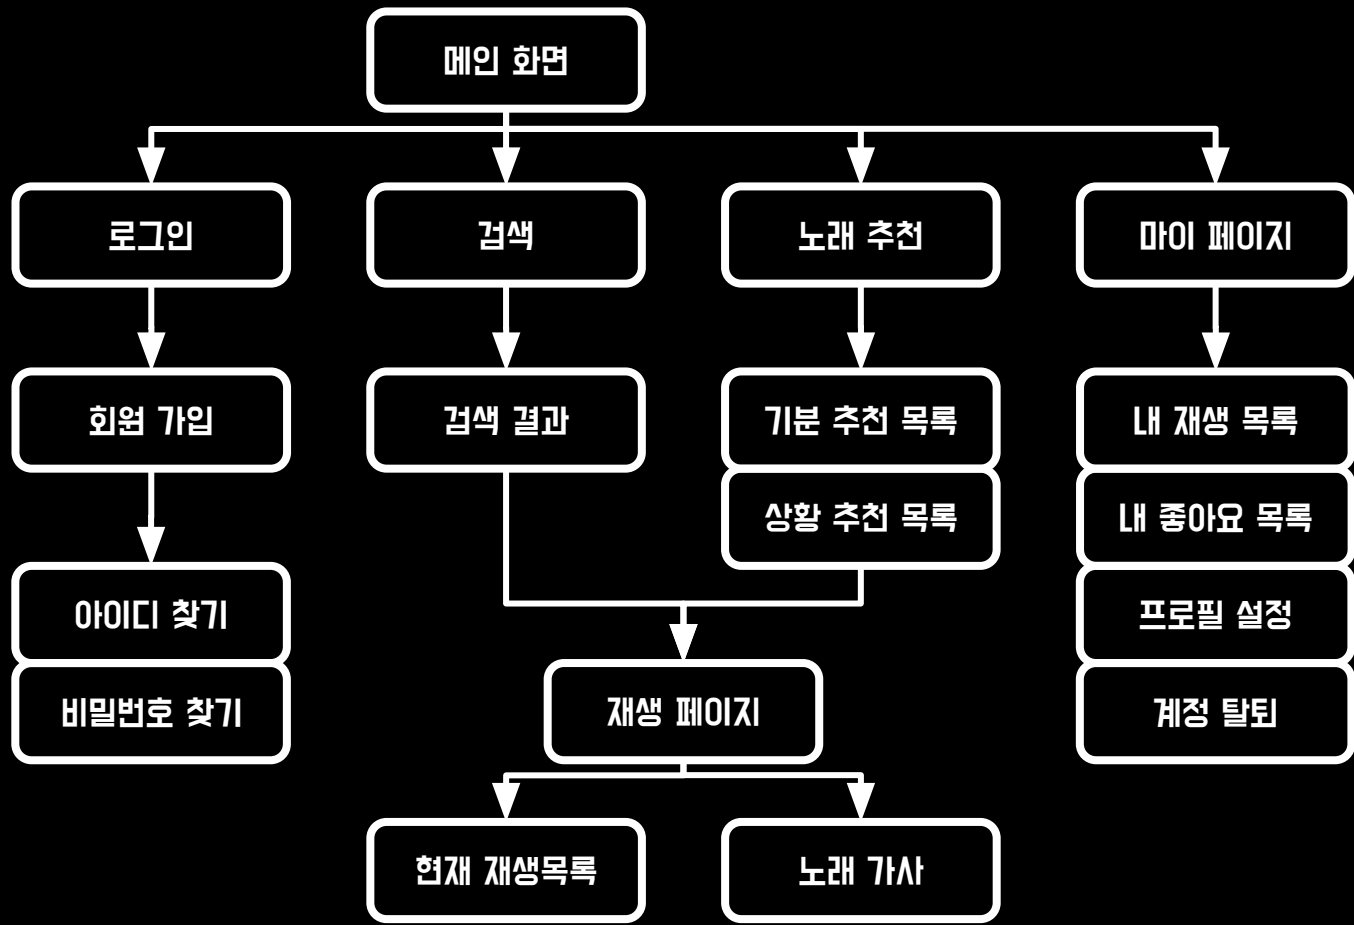 메인 화면
로그인
검색
노래 추천
마이 페이지
회원 가입
검색 결과
기분 추천 목록
내 재생 목록
상황 추천 목록
내 좋아요 목록
아이디 찾기
프로필 설정
비밀번호 찾기
재생 페이지
계정 탈퇴
현재 재생목록
노래 가사